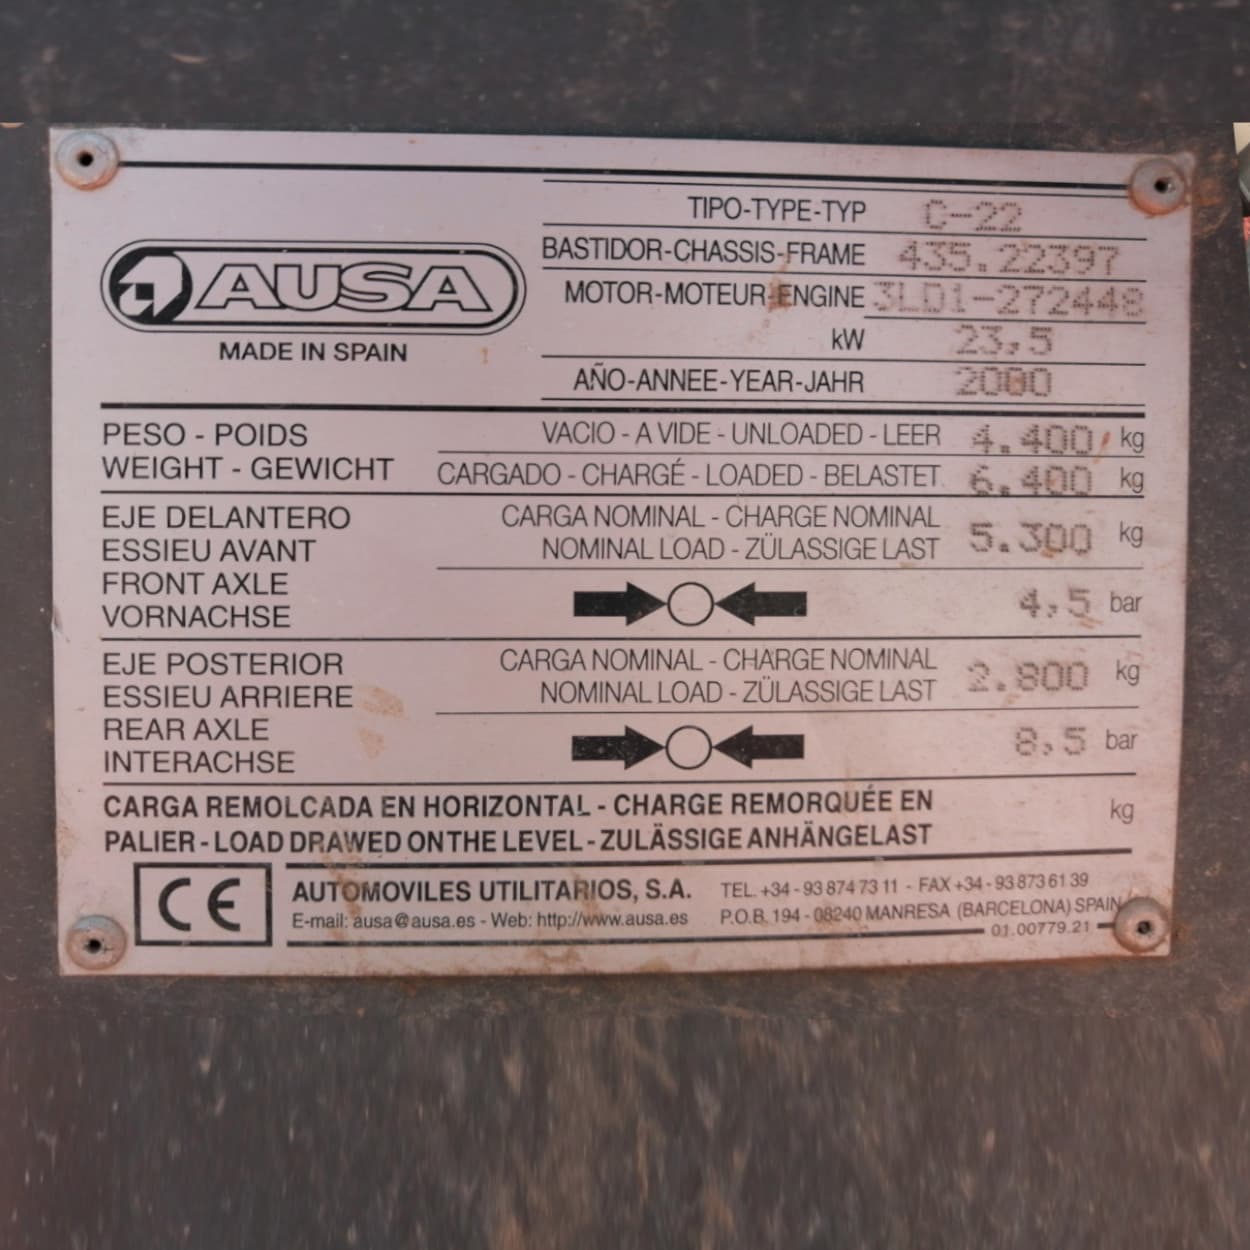 TIPO-TYPE-TYP C-22
BASTIDOR-CHASSIS-FRAME 435.22397
MOTOR-MOTEUR-ENGINE 3LD1-272448
AUSA
kW 23,5
MADE IN SPAIN
AÑO-ANNEE-YEAR-JAHR 2000
PESO - POIDS VACIO - A VIDE - UNLOADED - LEER 4.400 kg
WEIGHT - GEWICHT CARGADO - CHARGÉ - LOADED - BELASTET 6.400 kg
EJE DELANTERO CARGA NOMINAL - CHARGE NOMINAL
ESSIEU AVANT NOMINAL LOAD - ZÜLASSIGE LAST 5.300 kg
FRONT AXLE
VORNACHSE 4,5 bar
EJE POSTERIOR CARGA NOMINAL - CHARGE NOMINAL
ESSIEU ARRIERE NOMINAL LOAD - ZÜLASSIGE LAST 2.800 kg
REAR AXLE
INTERACHSE 8,5 bar
CARGA REMOLCADA EN HORIZONTAL - CHARGE REMORQUÉE EN kg
PALIER - LOAD DRAWED ON THE LEVEL - ZULÄSSIGE ANHÄNGELAST
CE AUTOMOVILES UTILITARIOS, S.A. TEL. +34 - 93 874 73 11 - FAX +34 - 93 873 61 39
E-mail: ausa@ausa.es - Web: http://www.ausa.es P.O.B. 194 - 08240 MANRESA (BARCELONA) SPAIN
01.00779.21